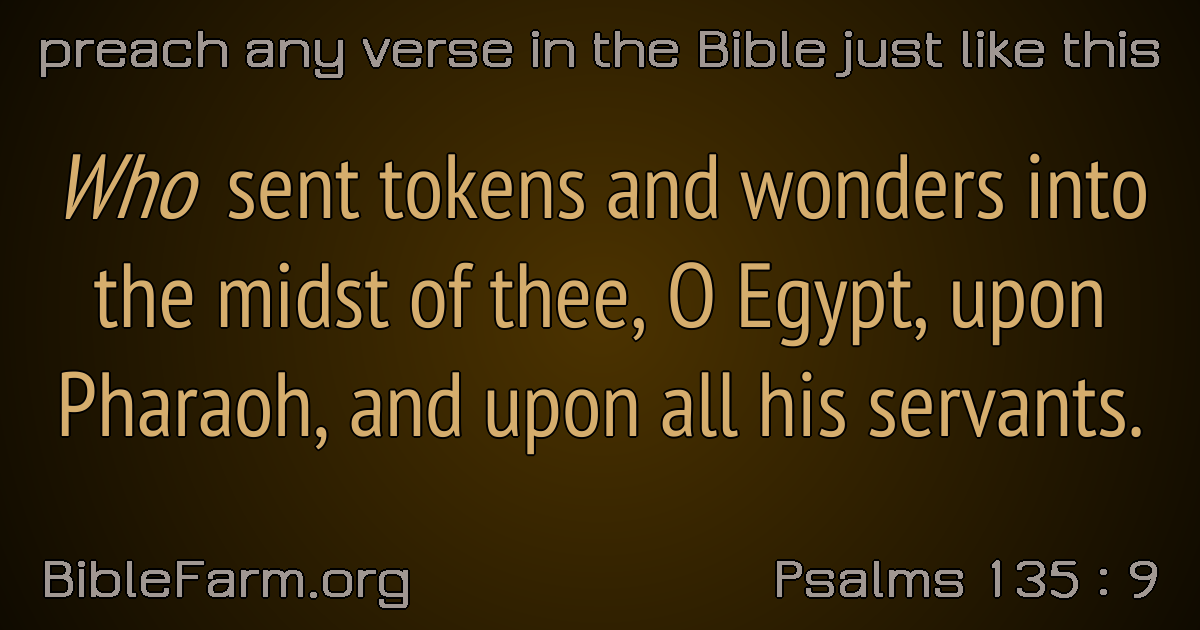 preach any verse in the Bible just like this
Who sent tokens and wonders into
the midst of thee, O Egypt, upon
Pharaoh, and upon all his servants.
BibleFarm.org
Psalms 135 : 9